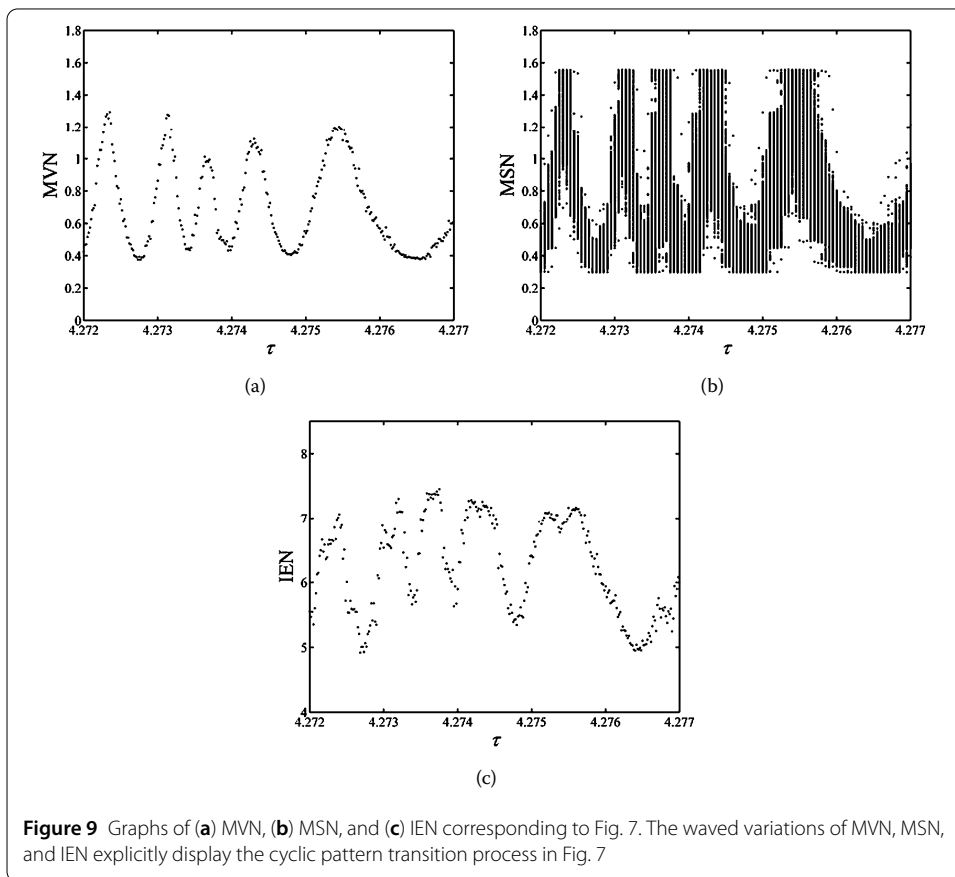 1.8
1.6
1.4
1.2
1
0.8
0.6
0.4
0.2
0
MVN
4.272 4.273 4.274 4.275 4.276 4.277
τ
(a)
1.8
1.6
1.4
1.2
1
0.8
0.6
0.4
0.2
0
MSN
4.272 4.273 4.274 4.275 4.276 4.277
τ
(b)
8
7
6
5
4
IEN
4.272 4.273 4.274 4.275 4.276 4.277
τ
(c)
Figure 9 Graphs of (a) MVN, (b) MSN, and (c) IEN corresponding to Fig. 7. The waved variations of MVN, MSN,
and IEN explicitly display the cyclic pattern transition process in Fig. 7